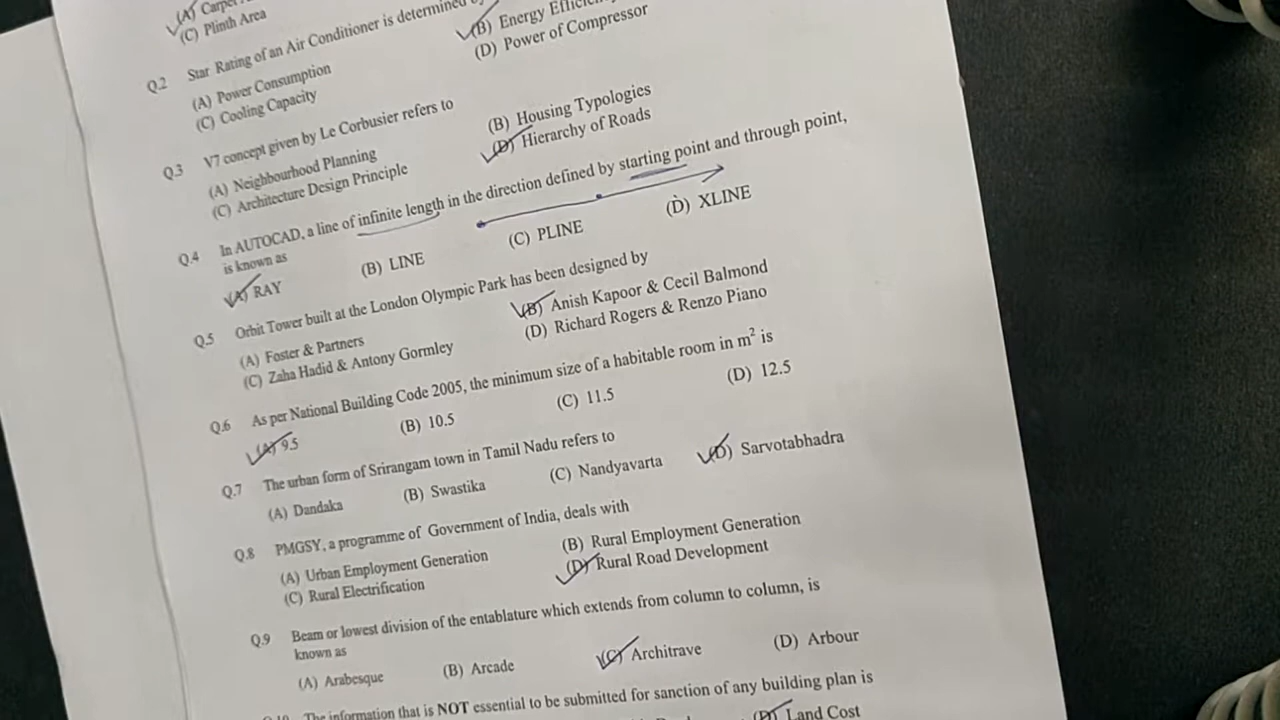 (A) Carpet
(C) Plinth Area
Q.2 Star Rating of an Air Conditioner is determined
(A) Power Consumption (B) Energy
(C) Cooling Capacity (D) Power of Compressor
Q.3 V7 concept given by Le Corbusier refers to
(A) Neighbourhood Planning (B) Housing Typologies
(C) Architecture Design Principle (D) Hierarchy of Roads
Q.4 In AUTOCAD, a line of infinite length in the direction defined by starting point and through point,
is known as
(A) RAY (B) LINE (C) PLINE (D) XLINE
Q.5 Orbit Tower built at the London Olympic Park has been designed by
(A) Foster & Partners (B) Anish Kapoor & Cecil Balmond
(C) Zaha Hadid & Antony Gormley (D) Richard Rogers & Renzo Piano
Q.6 As per National Building Code 2005, the minimum size of a habitable room in m² is
(A) 9.5 (B) 10.5 (C) 11.5 (D) 12.5
Q.7 The urban form of Srirangam town in Tamil Nadu refers to
(A) Dandaka (B) Swastika (C) Nandyavarta (D) Sarvotabhadra
Q.8 PMGSY, a programme of Government of India, deals with
(A) Urban Employment Generation (B) Rural Employment Generation
(C) Rural Electrification (D) Rural Road Development
Q.9 Beam or lowest division of the entablature which extends from column to column, is
known as
(A) Arabesque (B) Arcade (C) Architrave (D) Arbour
Q.10 The information that is NOT essential to be submitted for sanction of any building plan is
(D) Land Cost